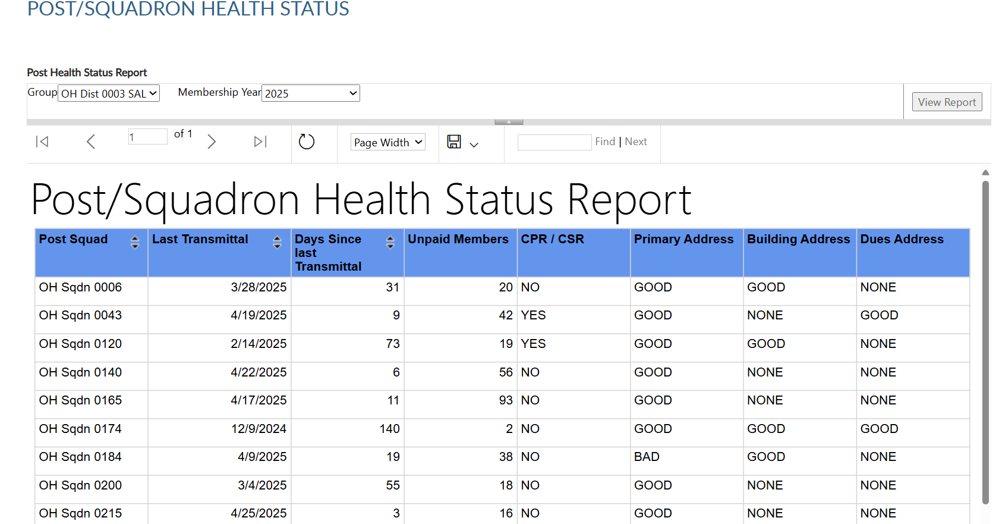 POST/SQUADRON HEALTH STATUS
Post Health Status Report
Group OH Dist 0003 SAL Membership Year 2025 View Report
1 of 1 Page Width Find | Next
Post/Squadron Health Status Report
Post Squad Last Transmittal Days Since last Transmittal Unpaid Members CPR / CSR Primary Address Building Address Dues Address
OH Sqdn 0006 3/28/2025 31 20 NO GOOD GOOD NONE
OH Sqdn 0043 4/19/2025 9 42 YES GOOD NONE GOOD
OH Sqdn 0120 2/14/2025 73 19 YES GOOD GOOD NONE
OH Sqdn 0140 4/22/2025 6 56 NO GOOD NONE NONE
OH Sqdn 0165 4/17/2025 11 93 NO GOOD NONE NONE
OH Sqdn 0174 12/9/2024 140 2 NO GOOD GOOD GOOD
OH Sqdn 0184 4/9/2025 19 38 NO BAD GOOD NONE
OH Sqdn 0200 3/4/2025 55 18 NO GOOD NONE NONE
OH Sqdn 0215 4/25/2025 3 16 NO GOOD NONE NONE